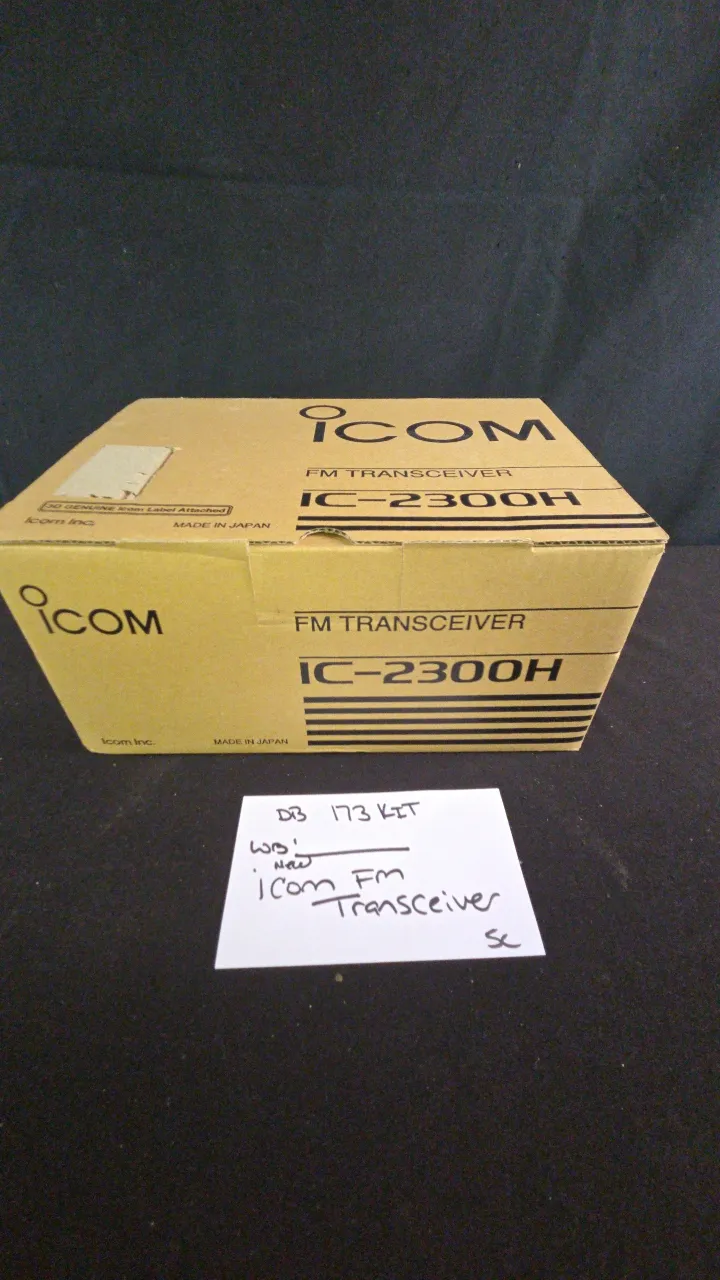 iCOM
FM TRANSCEIVER
IC-2300H
3D GENUINE Icom Label Attached
Icom Inc.
MADE IN JAPAN
iCOM
FM TRANSCEIVER
IC-2300H
Icom Inc.
MADE IN JAPAN
DB 173 KIT
WB:
New
icom Fm
Transceiver
Sc